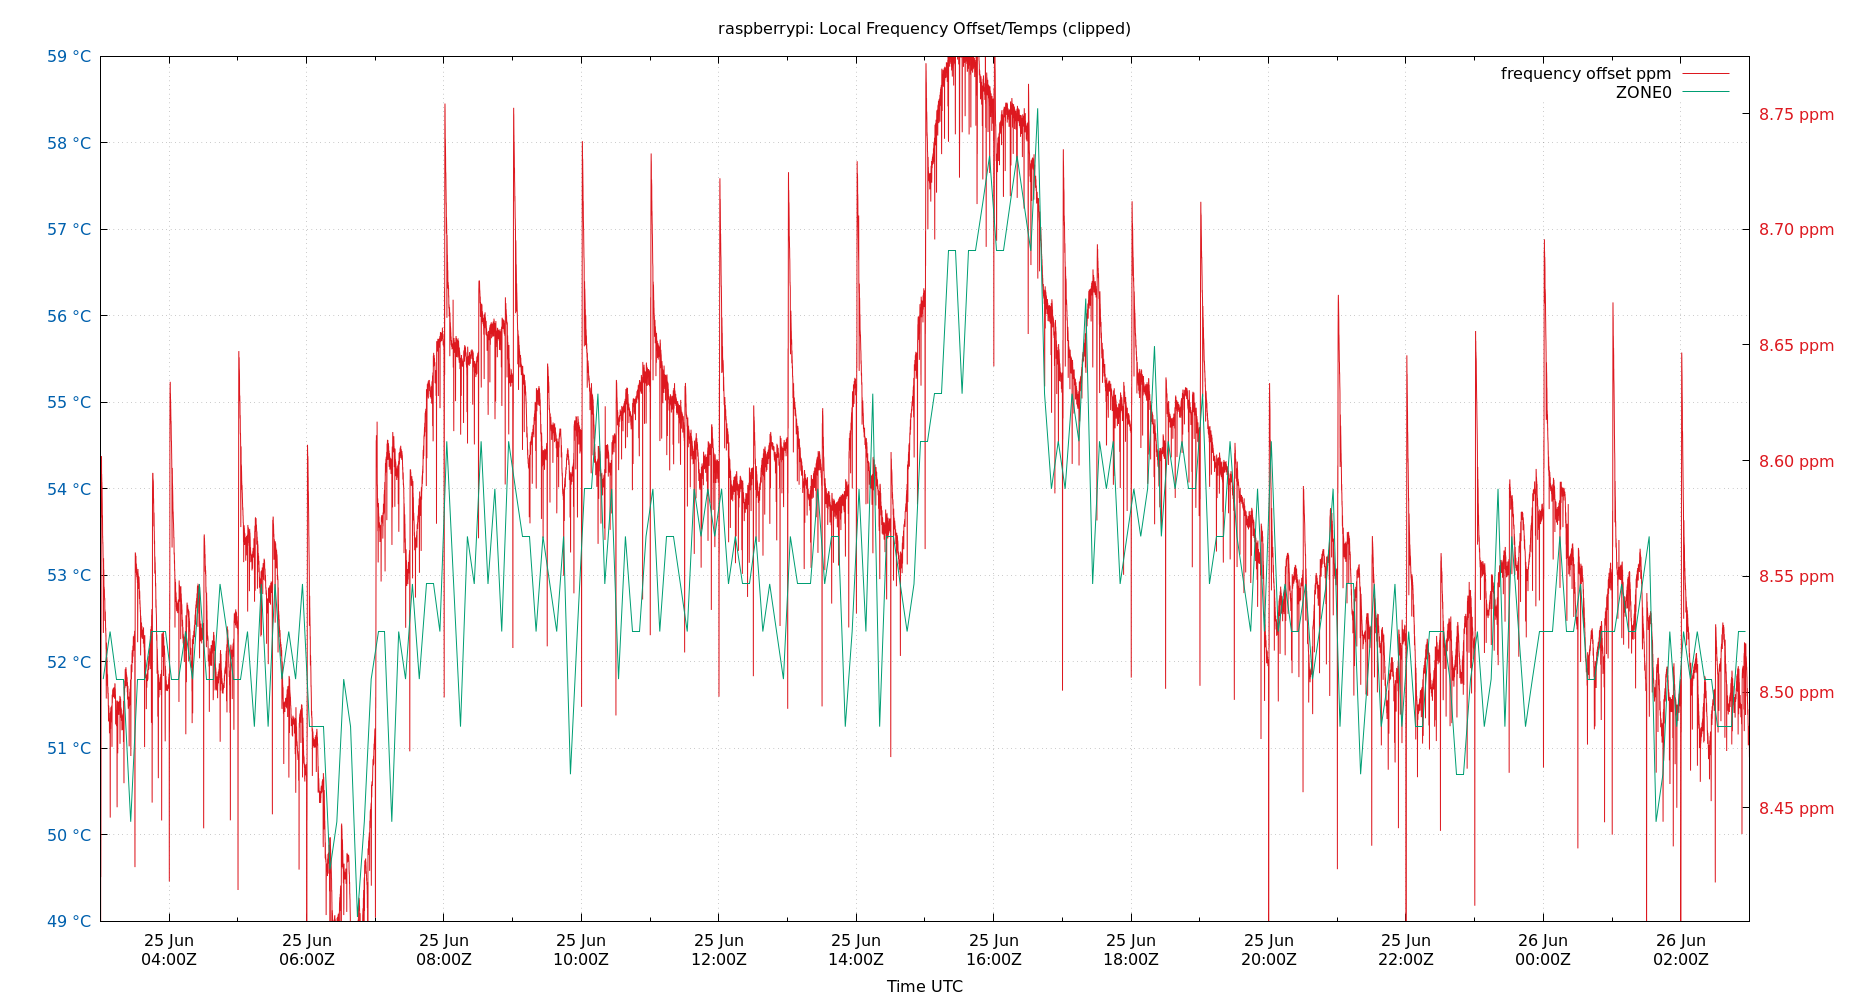 raspberrypi: Local Frequency Offset/Temps (clipped)
frequency offset ppm
ZONE0
59 °C
58 °C
57 °C
56 °C
55 °C
54 °C
53 °C
52 °C
51 °C
50 °C
49 °C
8.75 ppm
8.70 ppm
8.65 ppm
8.60 ppm
8.55 ppm
8.50 ppm
8.45 ppm
25 Jun
04:00Z
25 Jun
06:00Z
25 Jun
08:00Z
25 Jun
10:00Z
25 Jun
12:00Z
25 Jun
14:00Z
25 Jun
16:00Z
25 Jun
18:00Z
25 Jun
20:00Z
25 Jun
22:00Z
26 Jun
00:00Z
26 Jun
02:00Z
Time UTC